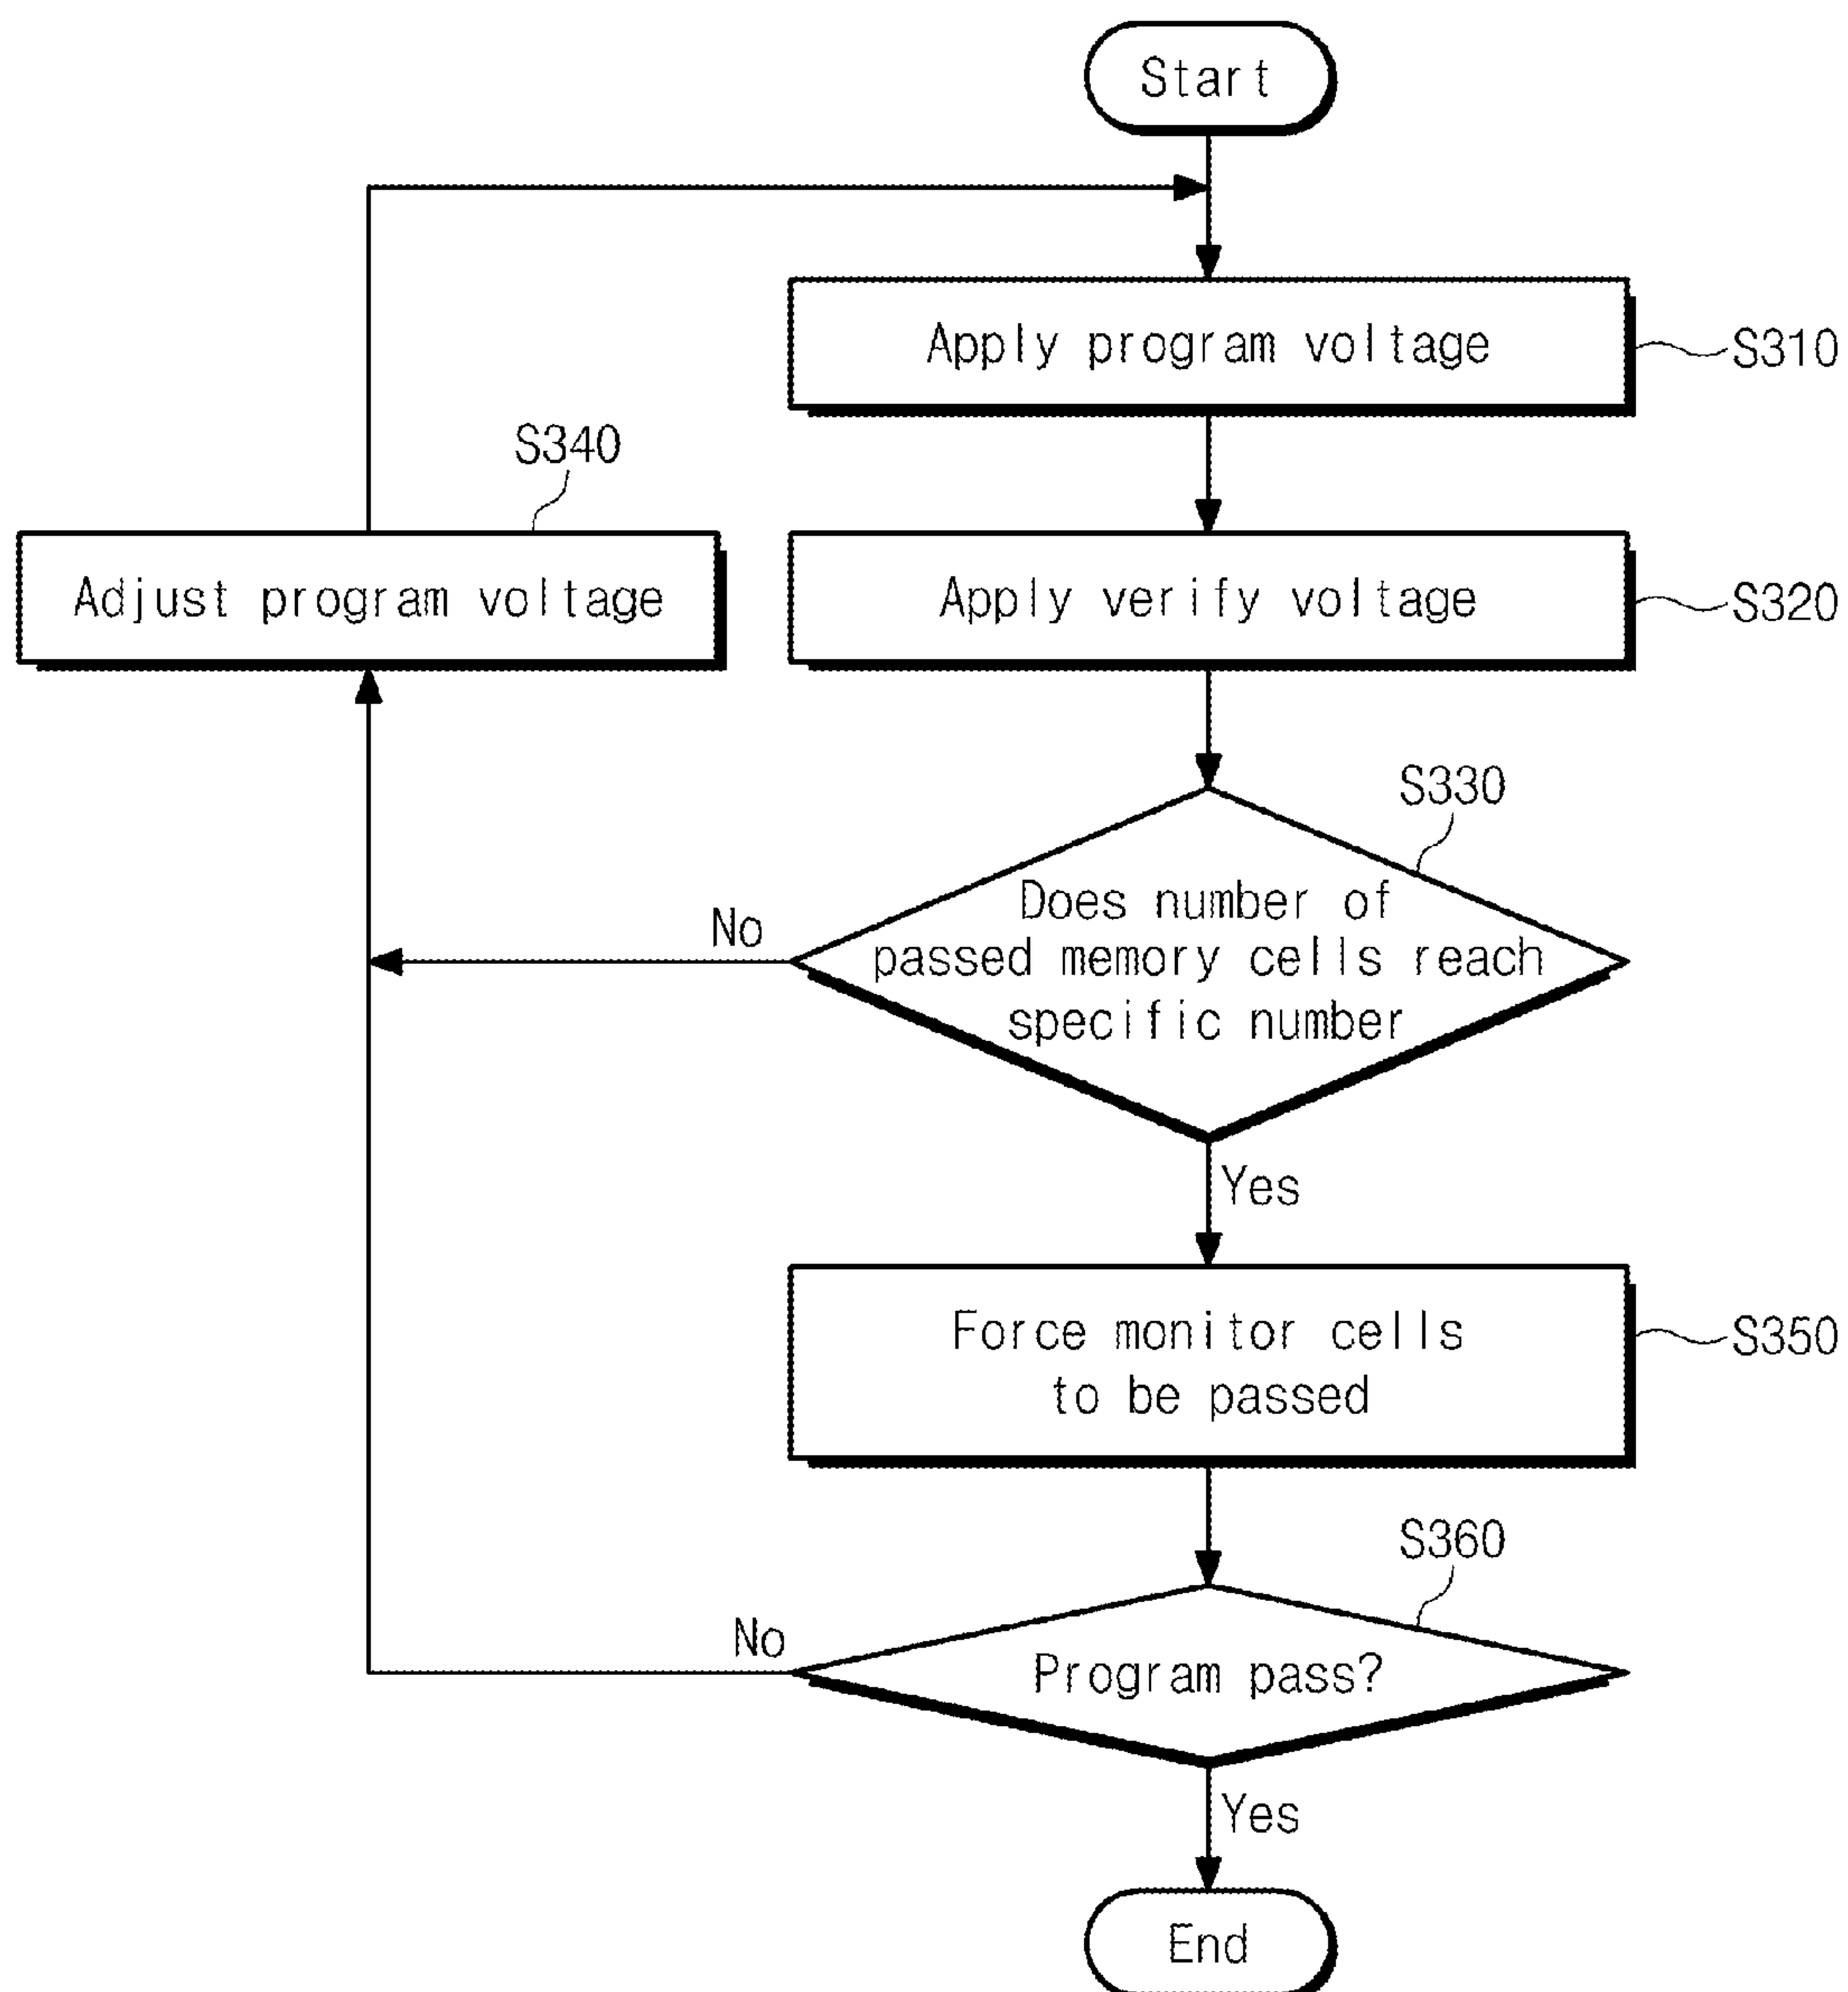 Start
Apply program voltage
S310
S340
Adjust program voltage
Apply verify voltage
S320
S330
Does number of
passed memory cells reach
specific number
No
Yes
Force monitor cells
to be passed
S350
S360
Program pass?
No
Yes
End